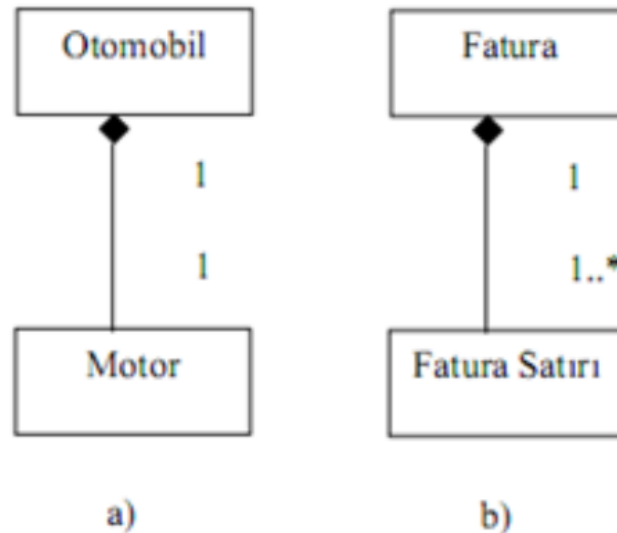 Otomobil
Fatura
1
1
1
1..*
Motor
Fatura Satırı
a)
b)